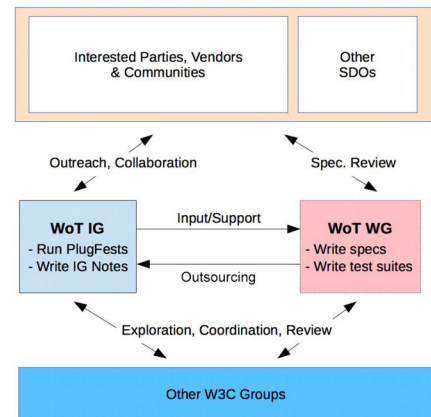 Interested Parties, Vendors
& Communities
Other
SDOs
Outreach, Collaboration
Spec. Review
WoT IG
- Run PlugFests
- Write IG Notes
Input/Support
Outsourcing
WoT WG
- Write specs
- Write test suites
Exploration, Coordination, Review
Other W3C Groups